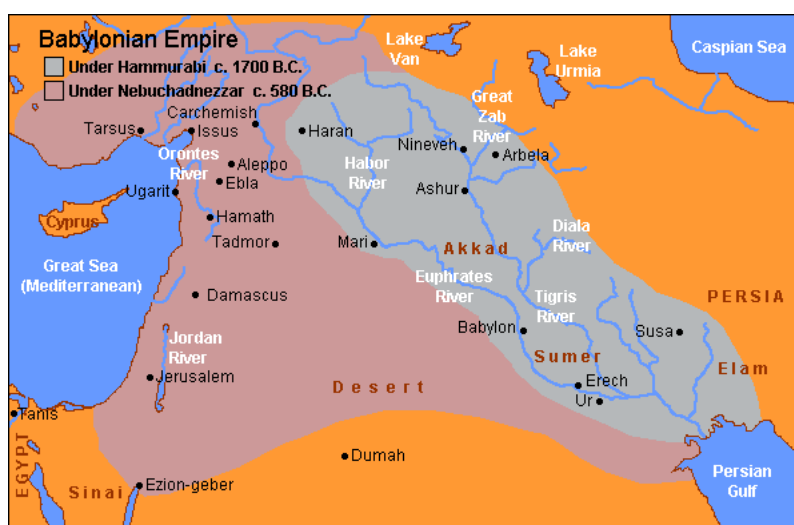 Babylonian Empire
Under Hammurabi c. 1700 B.C.
Under Nebuchadnezzar c. 580 B.C.
Lake
Van
Lake
Urmia
Caspian Sea
Carchemish
Tarsus
Issus
Haran
Great
Zab
River
Nineveh
Arbela
Orontes
River
Aleppo
Ebla
Habor
River
Ugarit
Ashur
Cyprus
Hamath
Tadmor
Mari
Akkad
Diala
River
Great Sea
(Mediterranean)
Euphrates
River
Damascus
Tigris
River
PERSIA
Babylon
Susa
Jordan
River
Sumer
Elam
Jerusalem
Desert
Erech
Ur
Tanis
EGYPT
Dumah
Sinai
Ezion-geber
Persian
Gulf